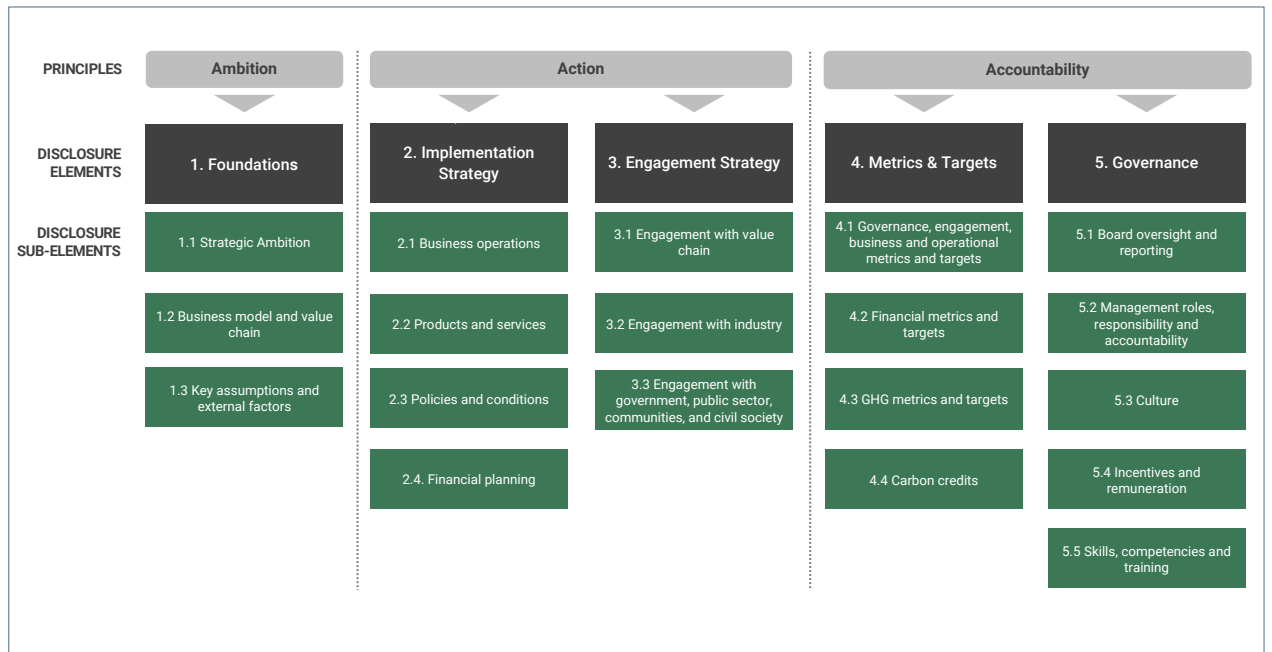 PRINCIPLES
Ambition
Action
Accountability
DISCLOSURE
ELEMENTS
1. Foundations
2. Implementation
Strategy
3. Engagement Strategy
4. Metrics & Targets
5. Governance
DISCLOSURE
SUB-ELEMENTS
1.1 Strategic Ambition
2.1 Business operations
3.1 Engagement with value
chain
4.1 Governance, engagement,
business and operational
metrics and targets
5.1 Board oversight and
reporting
1.2 Business model and value
chain
2.2 Products and services
3.2 Engagement with industry
4.2 Financial metrics and
targets
5.2 Management roles,
responsibility and
accountability
1.3 Key assumptions and
external factors
2.3 Policies and conditions
3.3 Engagement with
government, public sector,
communities, and civil society
4.3 GHG metrics and targets
5.3 Culture
2.4. Financial planning
4.4 Carbon credits
5.4 Incentives and
remuneration
5.5 Skills, competencies and
training